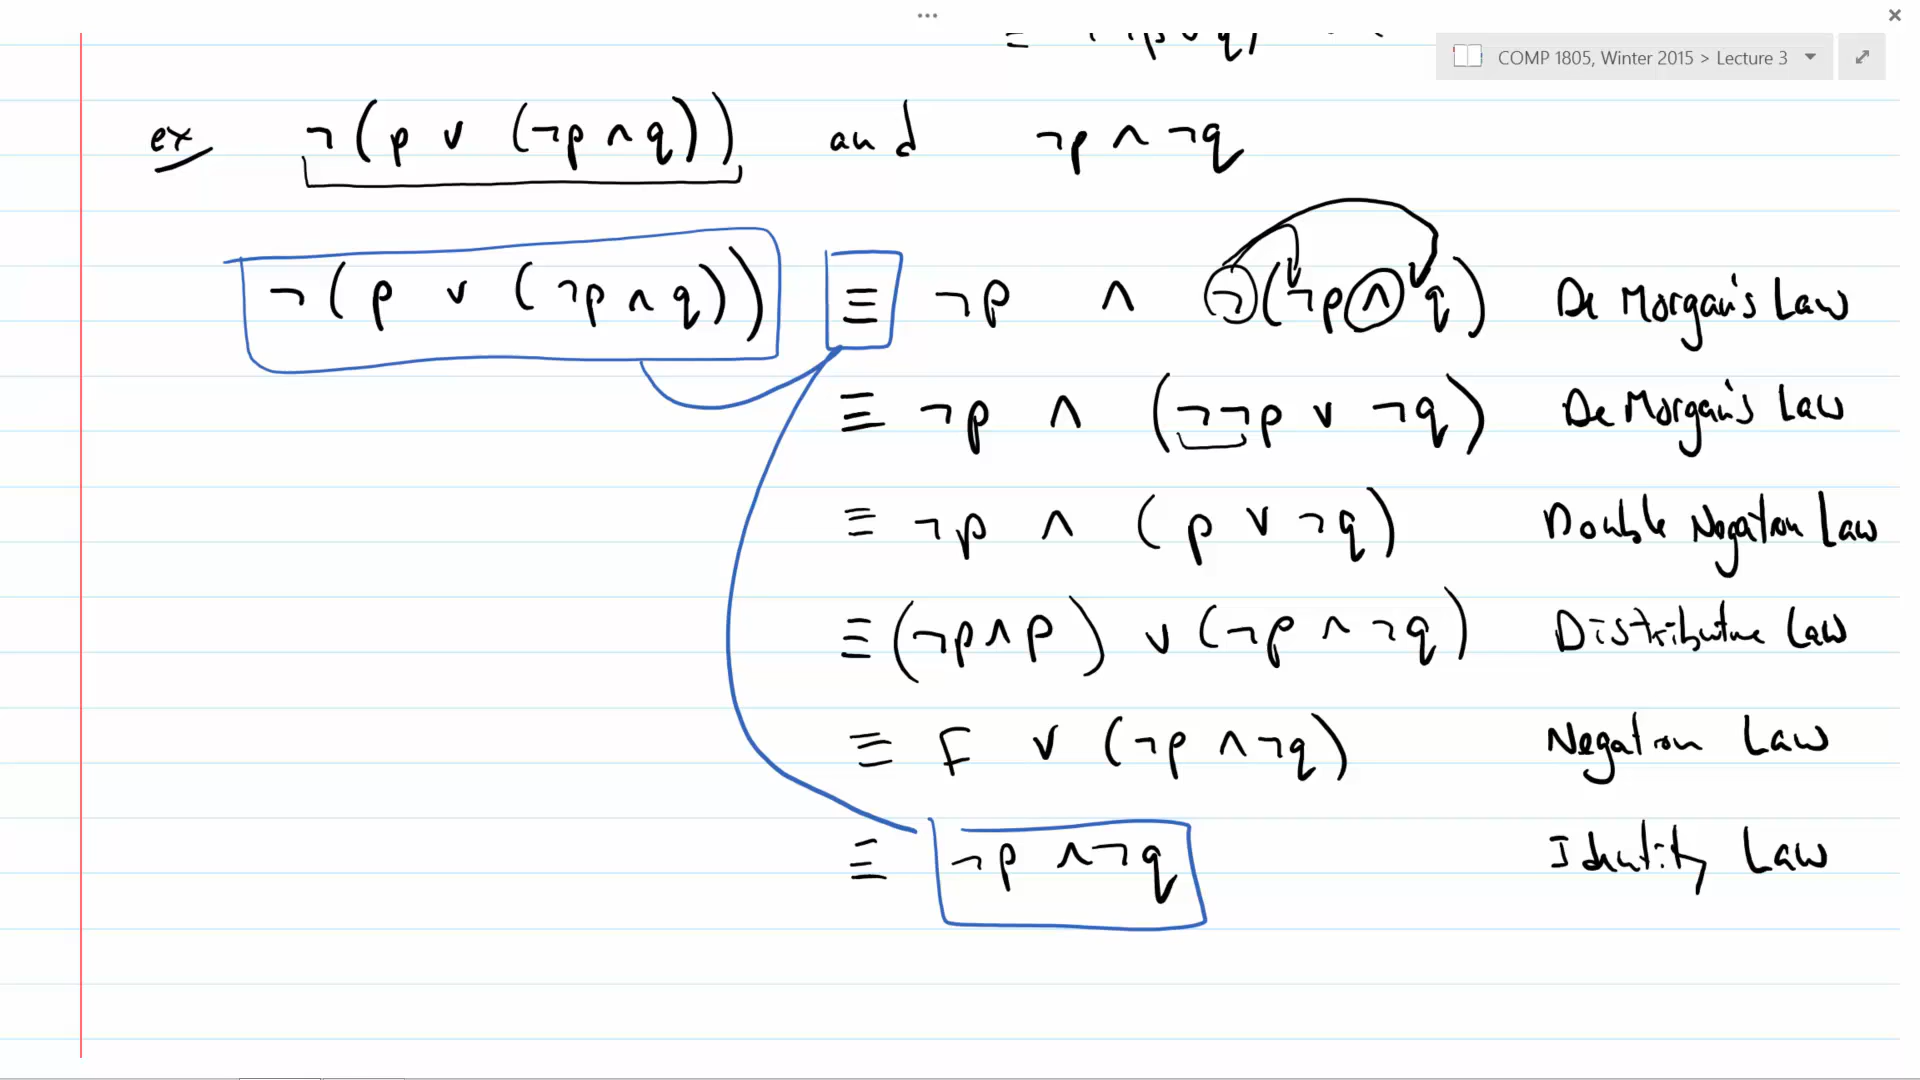 COMP 1805, Winter 2015 > Lecture 3
ex ¬(p ∨ (¬p ∧ q)) and ¬p ∧ ¬q
¬(p ∨ (¬p ∧ q)) ≡ ¬p ∧ ¬(¬p ∧ q) De Morgan's Law
≡ ¬p ∧ (¬¬p ∨ ¬q) De Morgan's Law
≡ ¬p ∧ (p ∨ ¬q) Double Negation Law
≡ (¬p ∧ p) ∨ (¬p ∧ ¬q) Distributive Law
≡ F ∨ (¬p ∧ ¬q) Negation Law
≡ ¬p ∧ ¬q Identity Law